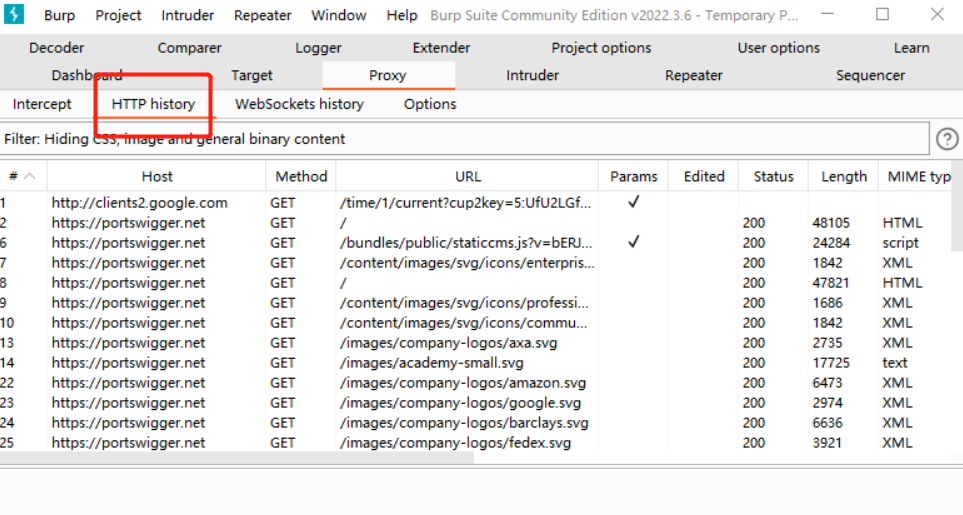 Burp Project Intruder Repeater Window Help Burp Suite Community Edition v2022.3.6 - Temporary P...
Decoder Comparer Logger Extender Project options User options Learn
Dashboard Target Proxy Intruder Repeater Sequencer
Intercept HTTP history WebSockets history Options
Filter: Hiding CSS, image and general binary content ?
# Host Method URL Params Edited Status Length MIME typ
1 http://clients2.google.com GET /time/1/current?cup2key=5:UfU2LGf... ✓
2 https://portswigger.net GET / 200 48105 HTML
6 https://portswigger.net GET /bundles/public/staticcms.js?v=bERJ... ✓ 200 24284 script
7 https://portswigger.net GET /content/images/svg/icons/enterpris... 200 1842 XML
8 https://portswigger.net GET / 200 47821 HTML
9 https://portswigger.net GET /content/images/svg/icons/professi... 200 1686 XML
10 https://portswigger.net GET /content/images/svg/icons/commu... 200 1842 XML
13 https://portswigger.net GET /images/company-logos/axa.svg 200 2735 XML
14 https://portswigger.net GET /images/academy-small.svg 200 17725 text
22 https://portswigger.net GET /images/company-logos/amazon.svg 200 6473 XML
23 https://portswigger.net GET /images/company-logos/google.svg 200 2974 XML
24 https://portswigger.net GET /images/company-logos/barclays.svg 200 6636 XML
25 https://portswigger.net GET /images/company-logos/fedex.svg 200 3921 XML